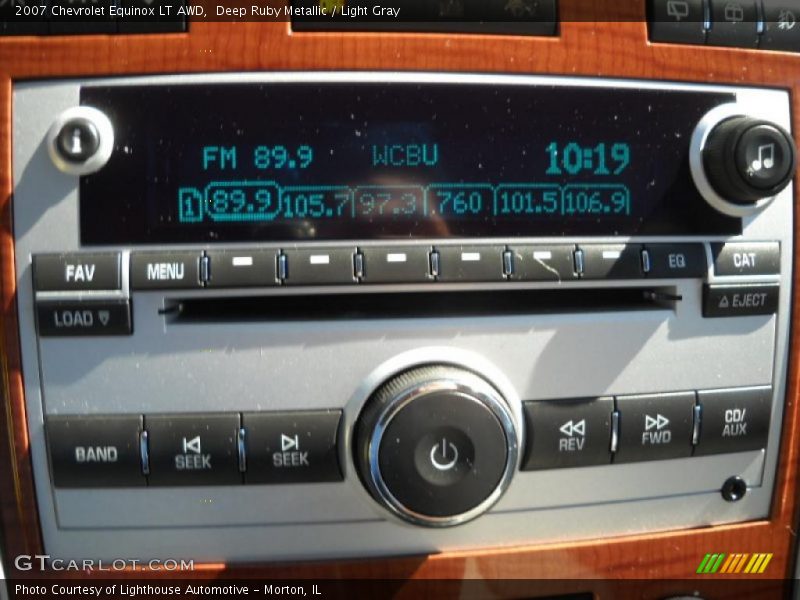 2007 Chevrolet Equinox LT AWD,  Deep Ruby Metallic / Light Gray
i
FM 89.9 WCBU 10:19
1 89.9 105.7 97.3 760 101.5 106.9
FAV MENU EQ CAT
LOAD EJECT
BAND SEEK SEEK REV FWD CD/
AUX
GTCARLOT.COM
Photo Courtesy of Lighthouse Automotive - Morton, IL